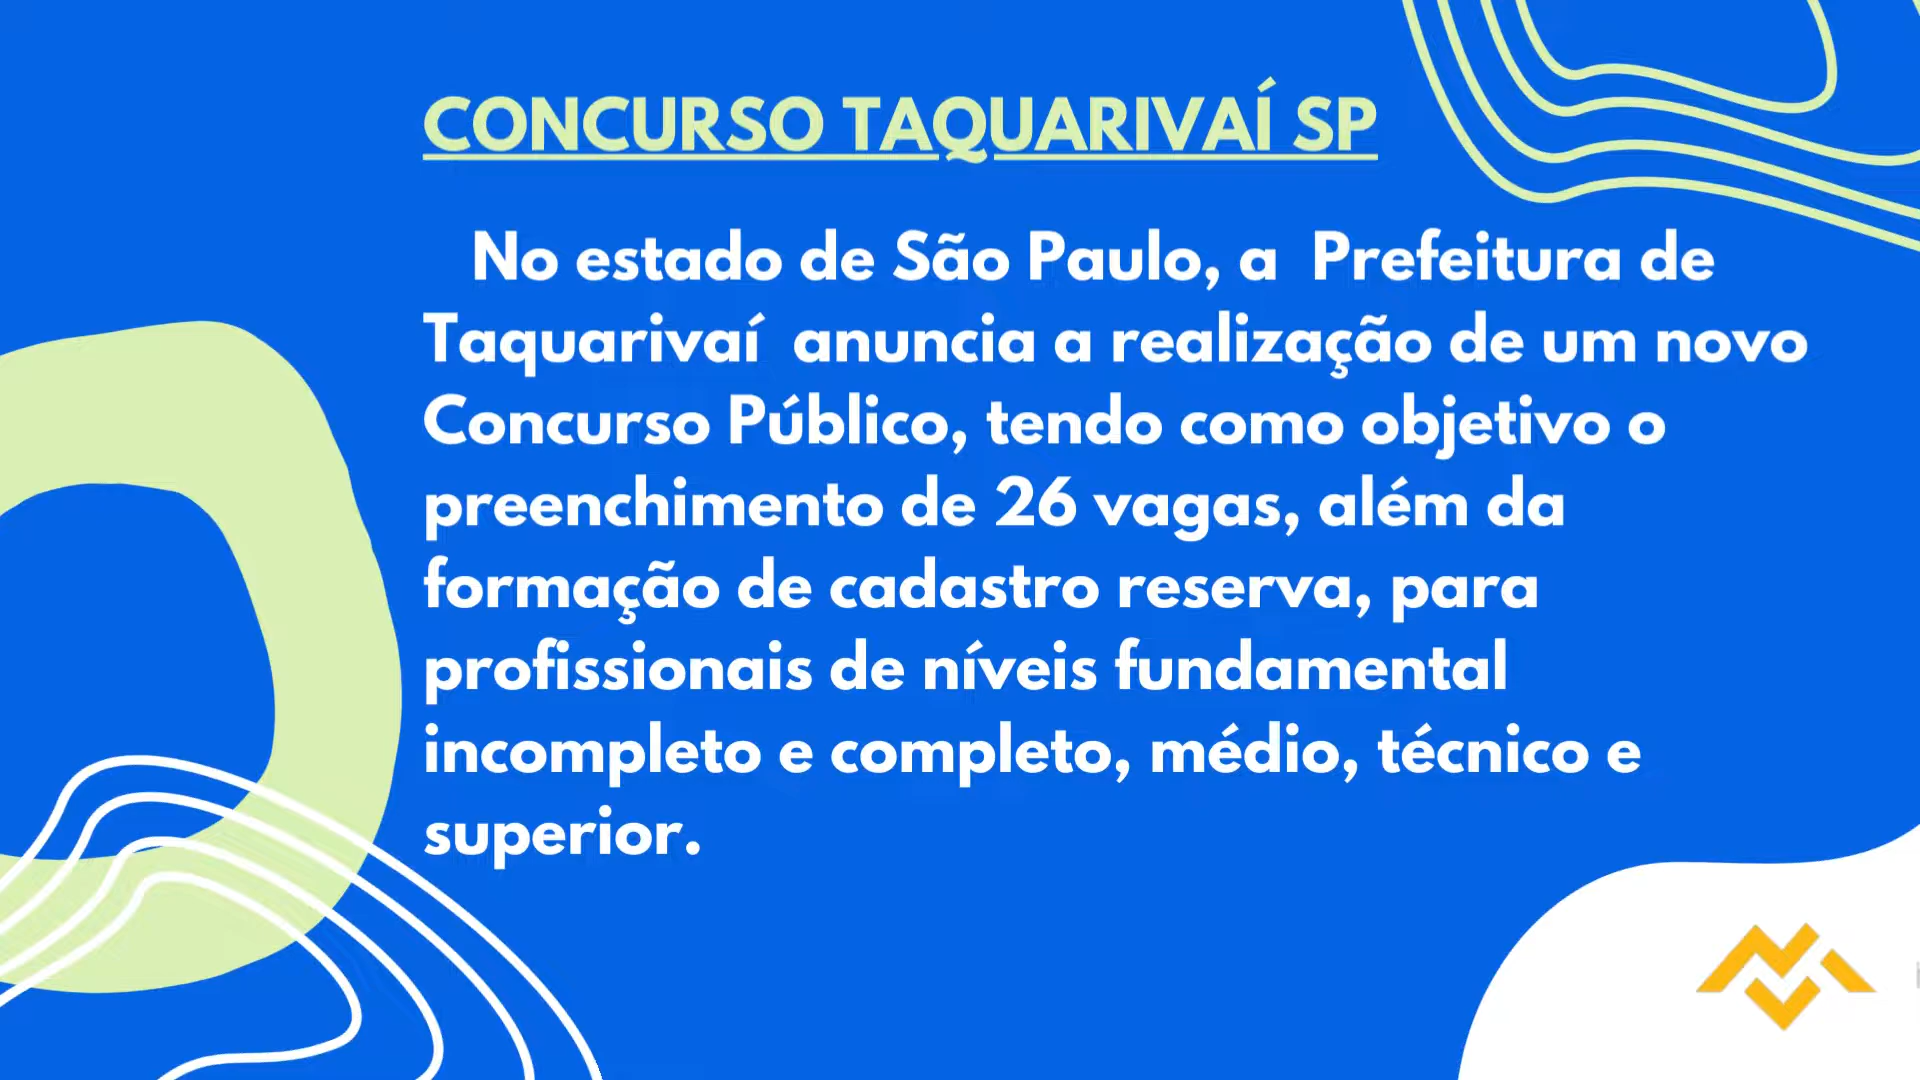 CONCURSO TAQUARIVAÍ SP
No estado de São Paulo, a Prefeitura de
Taquarivaí anuncia a realização de um novo
Concurso Público, tendo como objetivo o
preenchimento de 26 vagas, além da
formação de cadastro reserva, para
profissionais de níveis fundamental
incompleto e completo, médio, técnico e
superior.